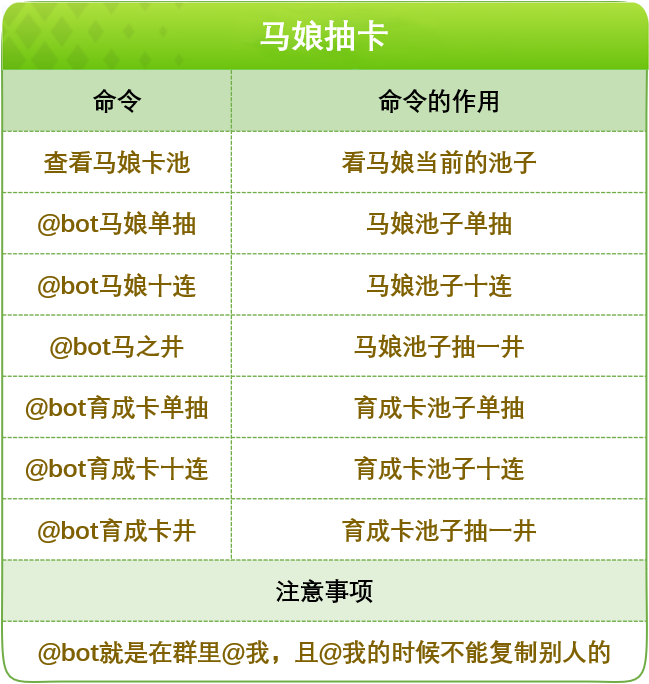 马娘抽卡
命令 命令的作用
查看马娘卡池 看马娘当前的池子
@bot马娘单抽 马娘池子单抽
@bot马娘十连 马娘池子十连
@bot马之井 马娘池子抽一井
@bot育成卡单抽 育成卡池子单抽
@bot育成卡十连 育成卡池子十连
@bot育成卡井 育成卡池子抽一井
注意事项
@bot就是在群里@我，且@我的时候不能复制别人的